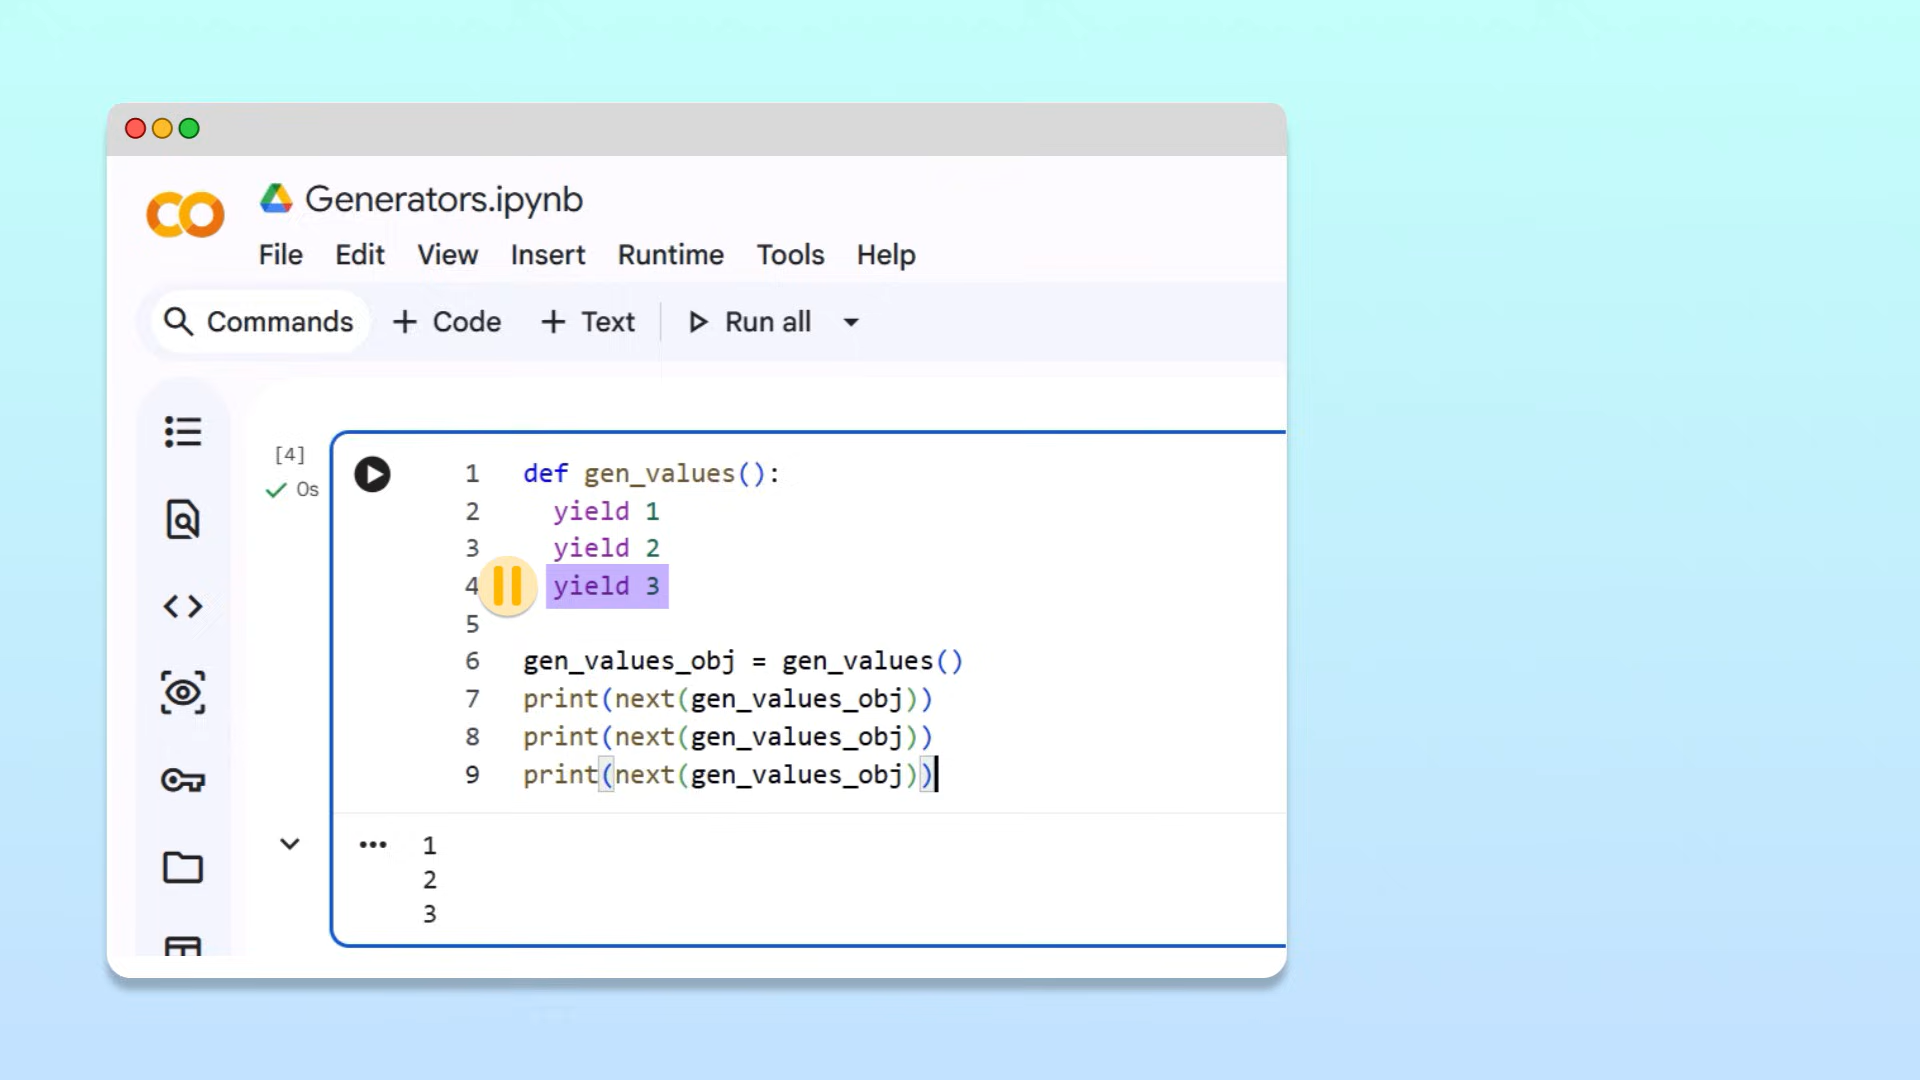 Generators.ipynb
File Edit View Insert Runtime Tools Help
Commands + Code + Text Run all
[4]
0s
1 def gen_values():
2   yield 1
3   yield 2
4   yield 3
5
6 gen_values_obj = gen_values()
7 print(next(gen_values_obj))
8 print(next(gen_values_obj))
9 print(next(gen_values_obj))
1
2
3